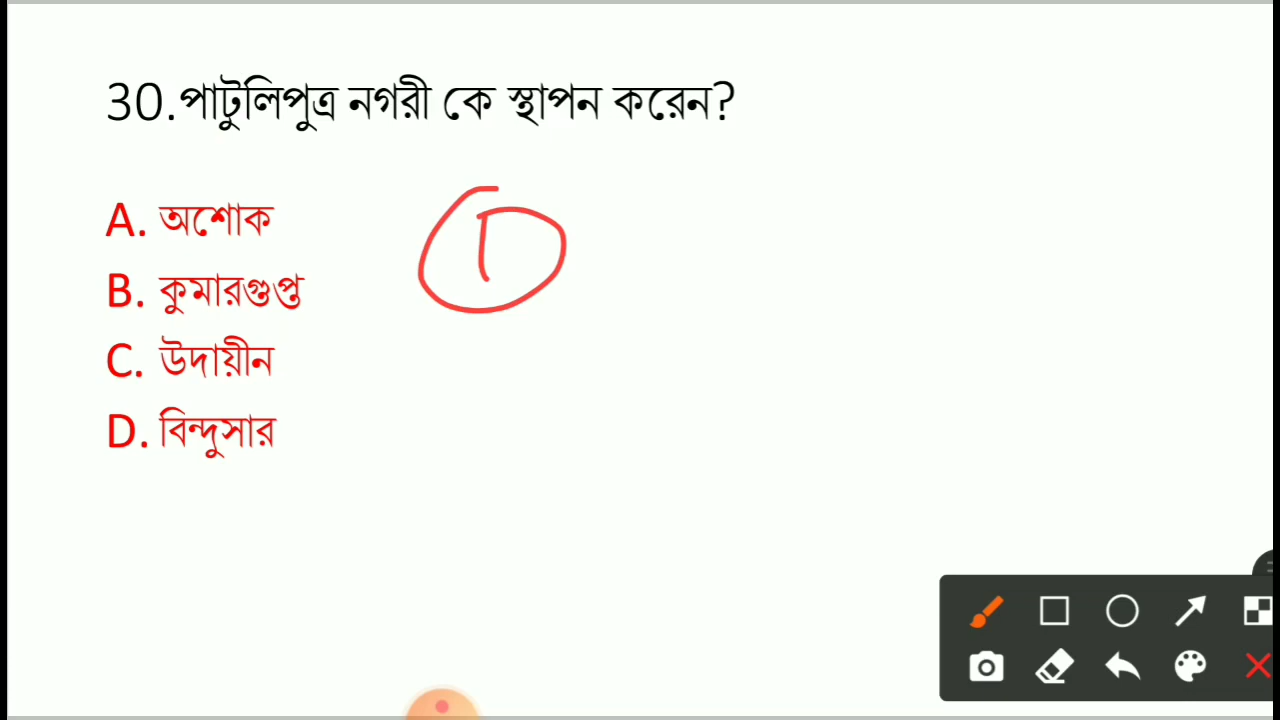 30.পাটুলিপুত্র নগরী কে স্থাপন করেন?
A. অশোক
B. কুমারগুপ্ত
C. উদায়ীন
D. বিন্দুসার